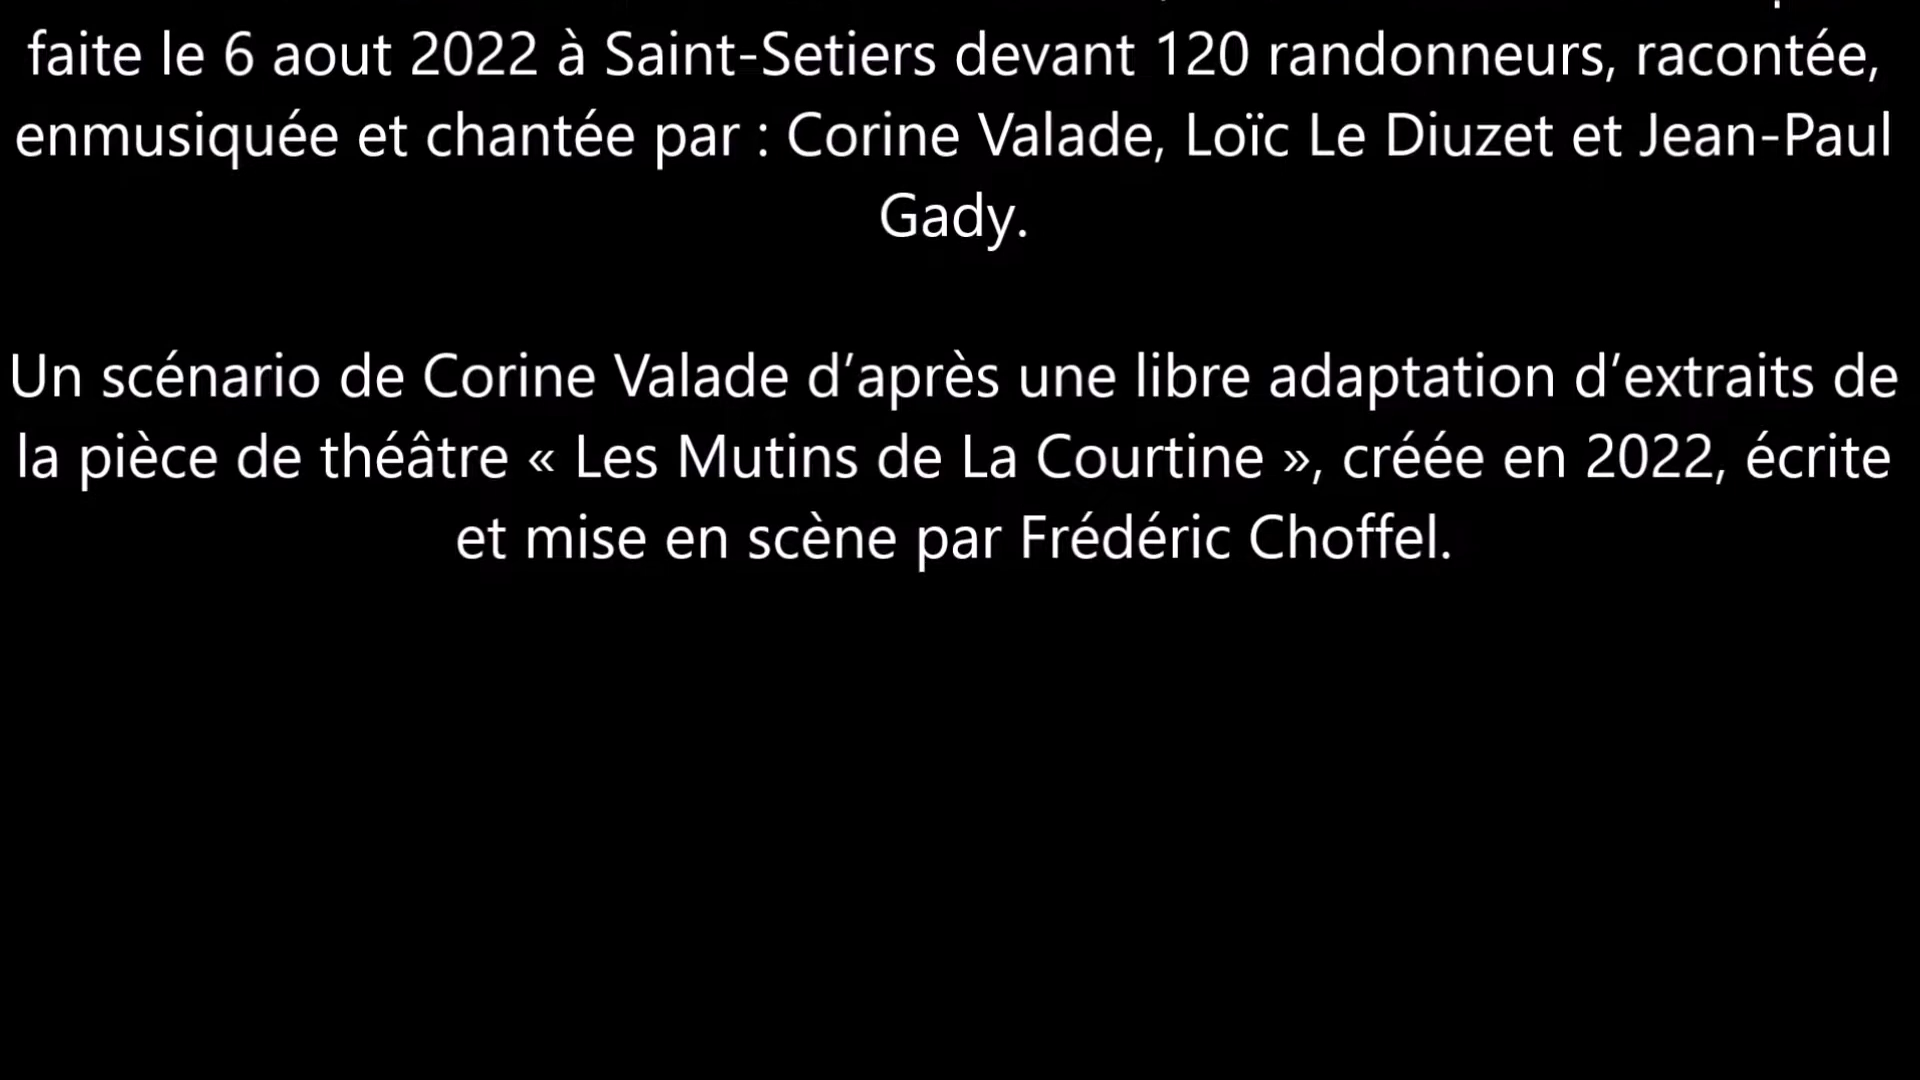 faite le 6 aout 2022 à Saint-Setiers devant 120 randonneurs, racontée,
enmusiquée et chantée par : Corine Valade, Loïc Le Diuzet et Jean-Paul
Gady.
Un scénario de Corine Valade d’après une libre adaptation d’extraits de
la pièce de théâtre « Les Mutins de La Courtine », créée en 2022, écrite
et mise en scène par Frédéric Choffel.